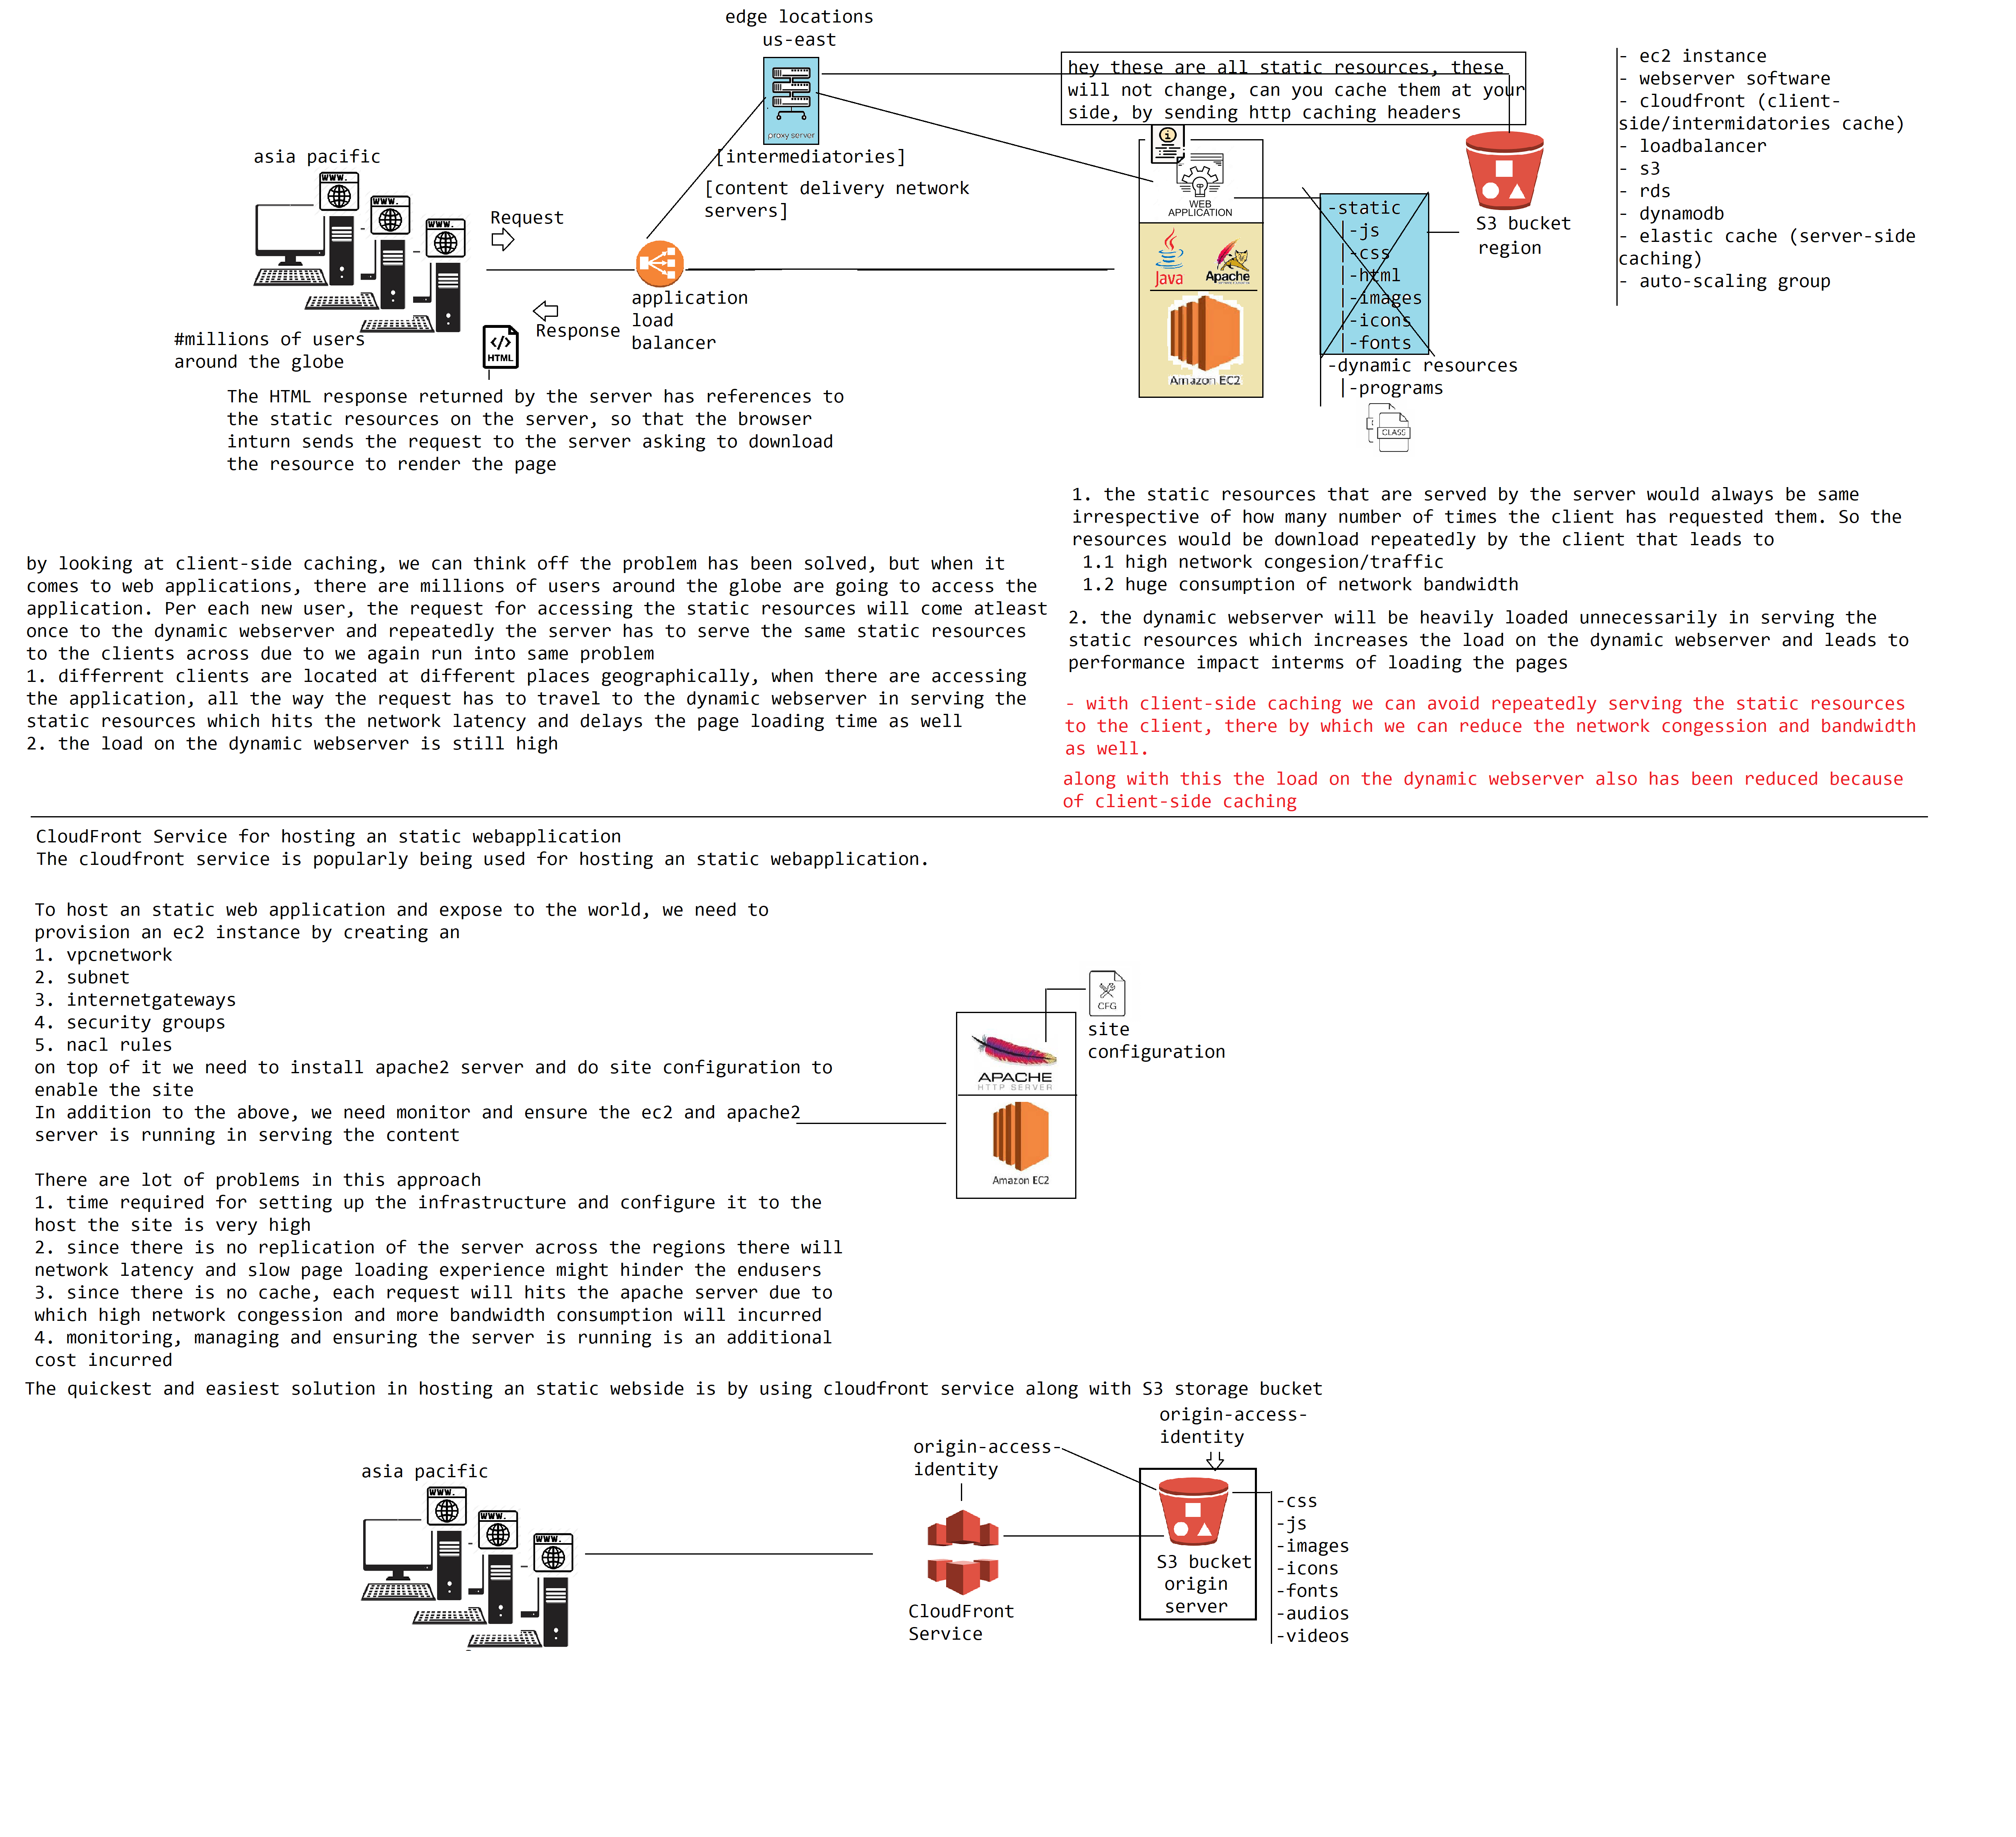 edge locations
us-east
proxy server
[intermediatories]
[content delivery network
servers]
hey these are all static resources, these
will not change, can you cache them at your
side, by sending http caching headers
- ec2 instance
- webserver software
- cloudfront (client-
side/intermidatories cache)
- loadbalancer
- s3
- rds
- dynamodb
- elastic cache (server-side
caching)
- auto-scaling group
asia pacific
www.
www.
www.
Request
Response
HTML
#millions of users
around the globe
application
load
balancer
WEB
APPLICATION
Java
Apache
Amazon EC2
-static
|-js
|-css
|-html
|-images
|-icons
|-fonts
-dynamic resources
|-programs
CLASS
S3 bucket
region
The HTML response returned by the server has references to
the static resources on the server, so that the browser
inturn sends the request to the server asking to download
the resource to render the page
1. the static resources that are served by the server would always be same
irrespective of how many number of times the client has requested them. So the
resources would be download repeatedly by the client that leads to
1.1 high network congesion/traffic
1.2 huge consumption of network bandwidth
2. the dynamic webserver will be heavily loaded unnecessarily in serving the
static resources which increases the load on the dynamic webserver and leads to
performance impact interms of loading the pages
- with client-side caching we can avoid repeatedly serving the static resources
to the client, there by which we can reduce the network congession and bandwidth
as well.
along with this the load on the dynamic webserver also has been reduced because
of client-side caching
by looking at client-side caching, we can think off the problem has been solved, but when it
comes to web applications, there are millions of users around the globe are going to access the
application. Per each new user, the request for accessing the static resources will come atleast
once to the dynamic webserver and repeatedly the server has to serve the same static resources
to the clients across due to we again run into same problem
1. differrent clients are located at different places geographically, when there are accessing
the application, all the way the request has to travel to the dynamic webserver in serving the
static resources which hits the network latency and delays the page loading time as well
2. the load on the dynamic webserver is still high
CloudFront Service for hosting an static webapplication
The cloudfront service is popularly being used for hosting an static webapplication.
To host an static web application and expose to the world, we need to
provision an ec2 instance by creating an
1. vpcnetwork
2. subnet
3. internetgateways
4. security groups
5. nacl rules
on top of it we need to install apache2 server and do site configuration to
enable the site
In addition to the above, we need monitor and ensure the ec2 and apache2
server is running in serving the content
CFG
site
configuration
APACHE
HTTP SERVER
Amazon EC2
There are lot of problems in this approach
1. time required for setting up the infrastructure and configure it to the
host the site is very high
2. since there is no replication of the server across the regions there will
network latency and slow page loading experience might hinder the endusers
3. since there is no cache, each request will hits the apache server due to
which high network congession and more bandwidth consumption will incurred
4. monitoring, managing and ensuring the server is running is an additional
cost incurred
The quickest and easiest solution in hosting an static webside is by using cloudfront service along with S3 storage bucket
asia pacific
www.
www.
www.
origin-access-
identity
CloudFront
Service
origin-access-
identity
S3 bucket
origin
server
-css
-js
-images
-icons
-fonts
-audios
-videos